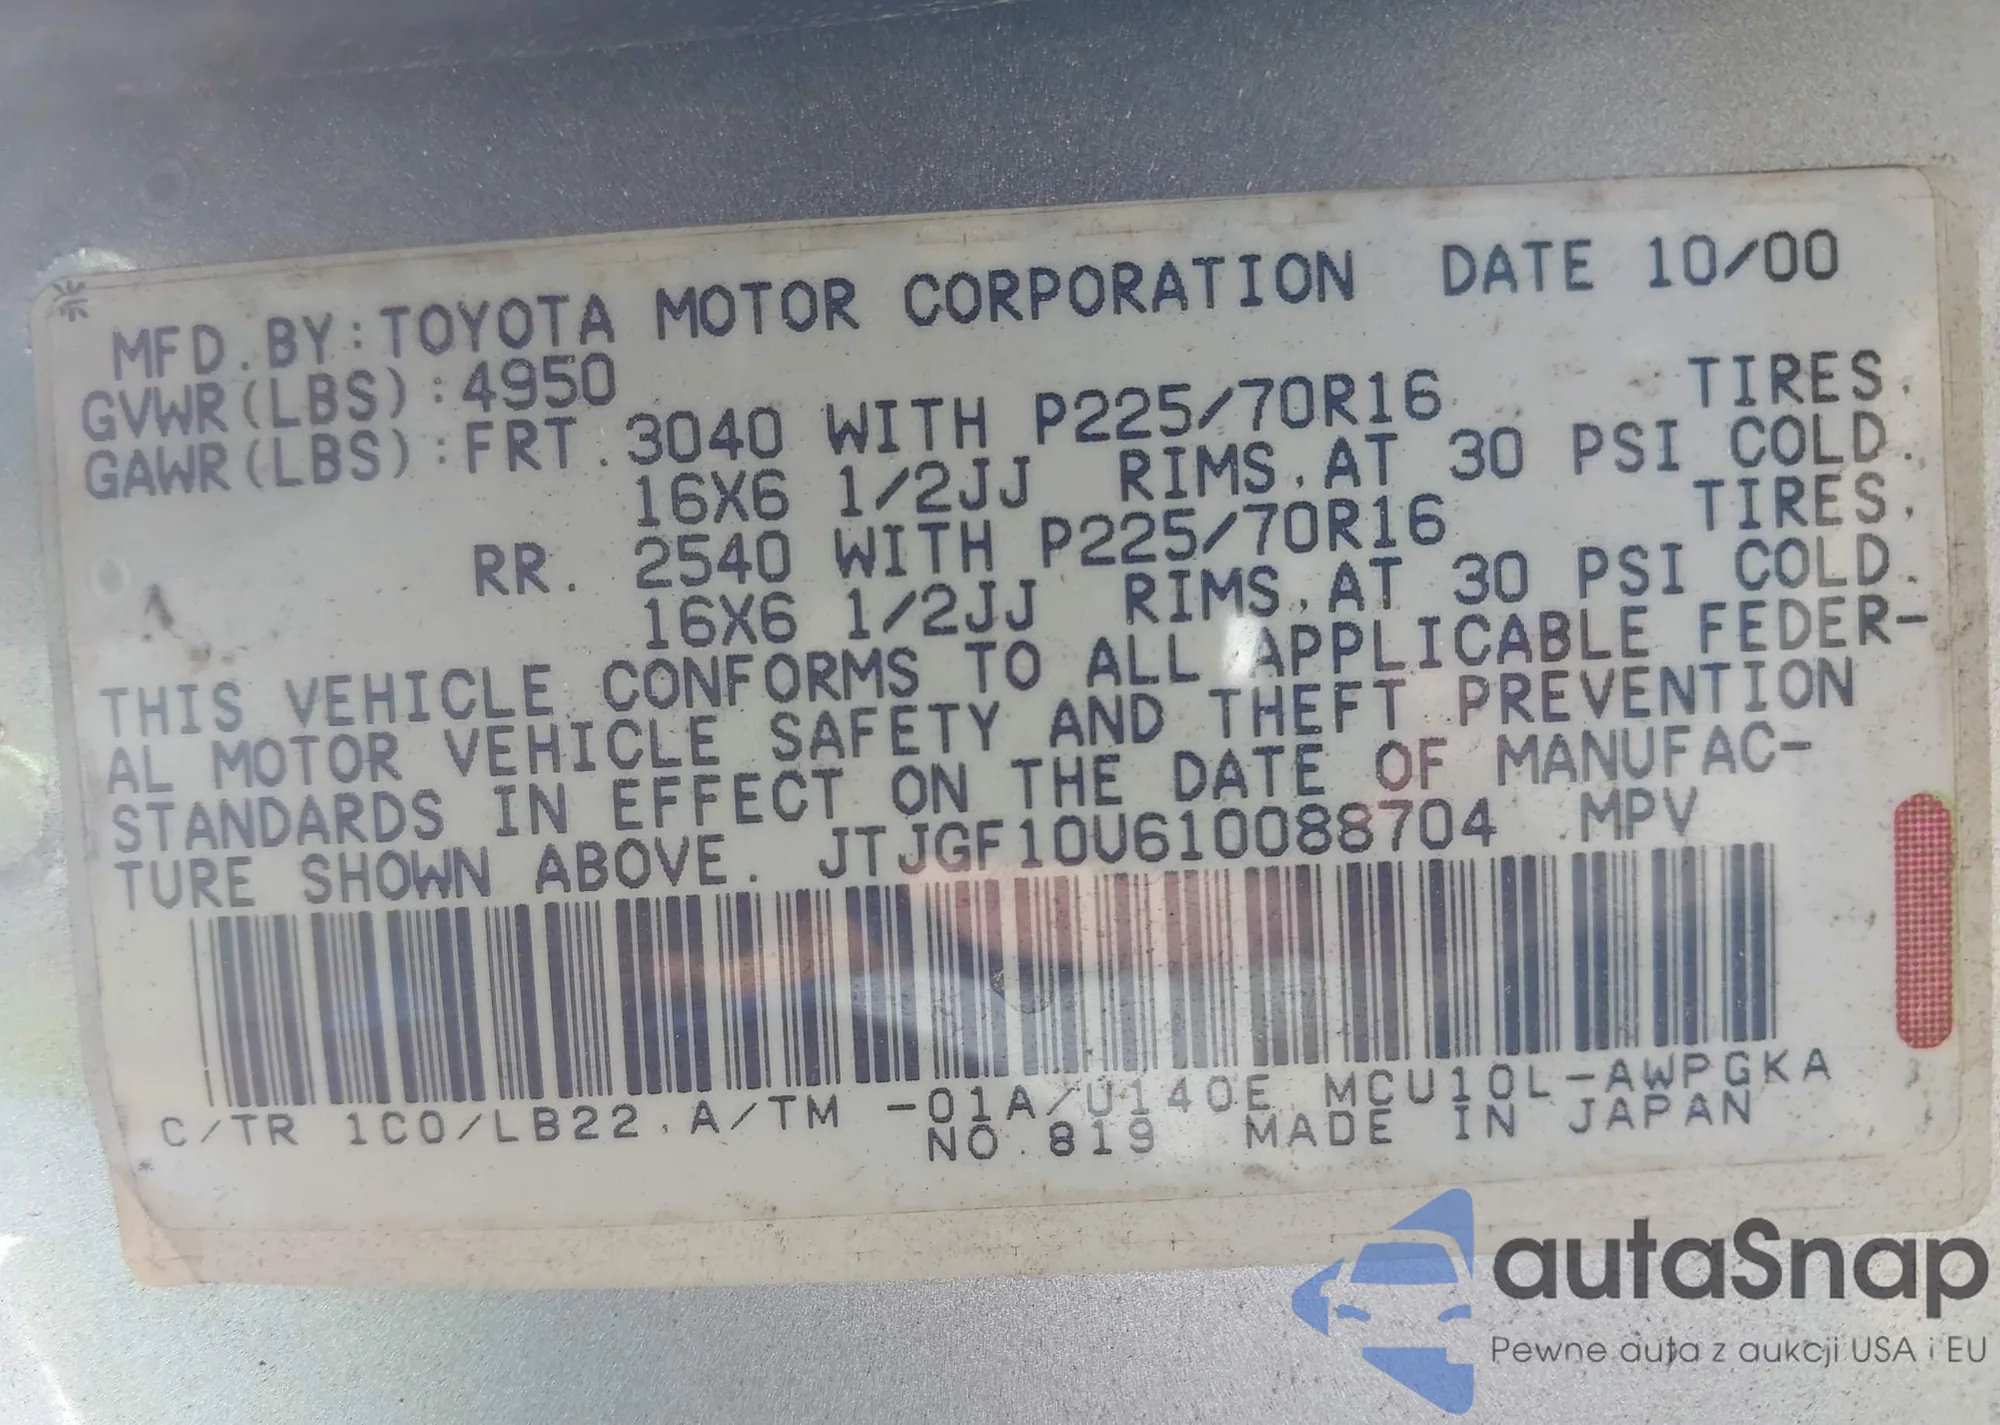 MFD.BY:TOYOTA MOTOR CORPORATION DATE 10/00
GVWR(LBS):4950
GAWR(LBS):FRT.3040 WITH P225/70R16 TIRES.
16X6 1/2JJ RIMS.AT 30 PSI COLD.
RR. 2540 WITH P225/70R16 TIRES.
16X6 1/2JJ RIMS.AT 30 PSI COLD.
THIS VEHICLE CONFORMS TO ALL APPLICABLE FEDER-
AL MOTOR VEHICLE SAFETY AND THEFT PREVENTION
STANDARDS IN EFFECT ON THE DATE OF MANUFAC-
TURE SHOWN ABOVE. JTJGF10U610088704 MPV
C/TR 1C0/LB22.A/TM -01A/U140E MCU10L-AWPGKA
NO.819 MADE IN JAPAN
autaSnap
Pewne auta z aukcji USA i EU